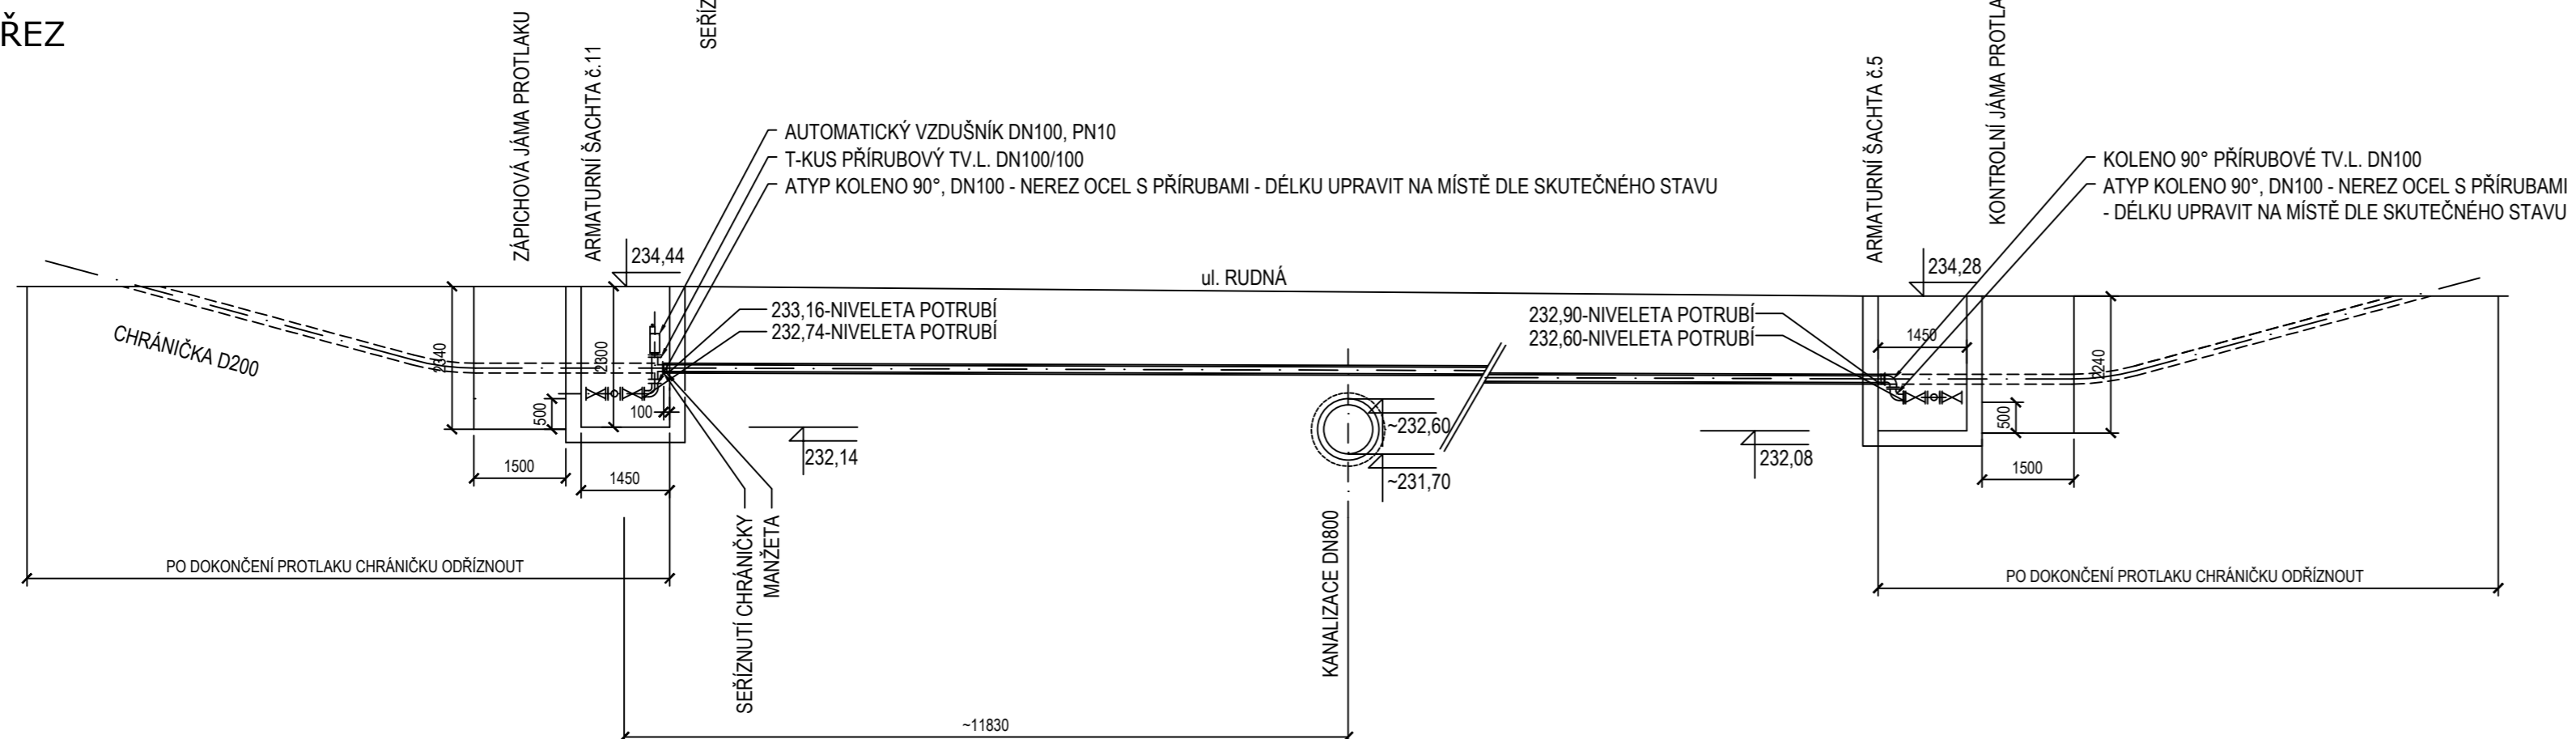 ŘEZ
ZÁPICHOVÁ JÁMA PROTLAKU
ARMATURNÍ ŠACHTA č.11
SEŘÍZ
AUTOMATICKÝ VZDUŠNÍK DN100, PN10
T-KUS PŘÍRUBOVÝ TV.L. DN100/100
ATYP KOLENO 90°, DN100 - NEREZ OCEL S PŘÍRUBAMI - DÉLKU UPRAVIT NA MÍSTĚ DLE SKUTEČNÉHO STAVU
ARMATURNÍ ŠACHTA č.5
KONTROLNÍ JÁMA PROTLA
KOLENO 90° PŘÍRUBOVÉ TV.L. DN100
ATYP KOLENO 90°, DN100 - NEREZ OCEL S PŘÍRUBAMI
- DÉLKU UPRAVIT NA MÍSTĚ DLE SKUTEČNÉHO STAVU
234,44
ul. RUDNÁ
234,28
233,16-NIVELETA POTRUBÍ
232,74-NIVELETA POTRUBÍ
232,90-NIVELETA POTRUBÍ
232,60-NIVELETA POTRUBÍ
CHRÁNIČKA D200
2340
2300
1450
2240
500
100
500
~232,60
232,14
232,08
~231,70
1500
1450
1500
SEŘÍZNUTÍ CHRÁNIČKY
MANŽETA
KANALIZACE DN800
PO DOKONČENÍ PROTLAKU CHRÁNIČKU ODŘÍZNOUT
PO DOKONČENÍ PROTLAKU CHRÁNIČKU ODŘÍZNOUT
~11830